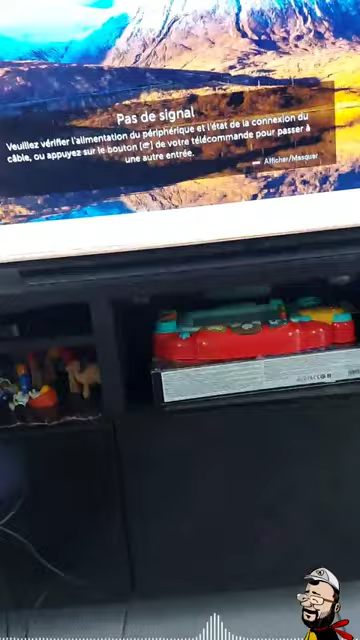 Pas de signal
Veuillez vérifier l'alimentation du périphérique et l'état de la connexion du
câble, ou appuyez sur le bouton [⮺] de votre télécommande pour passer à
une autre entrée.
Afficher/Masquer